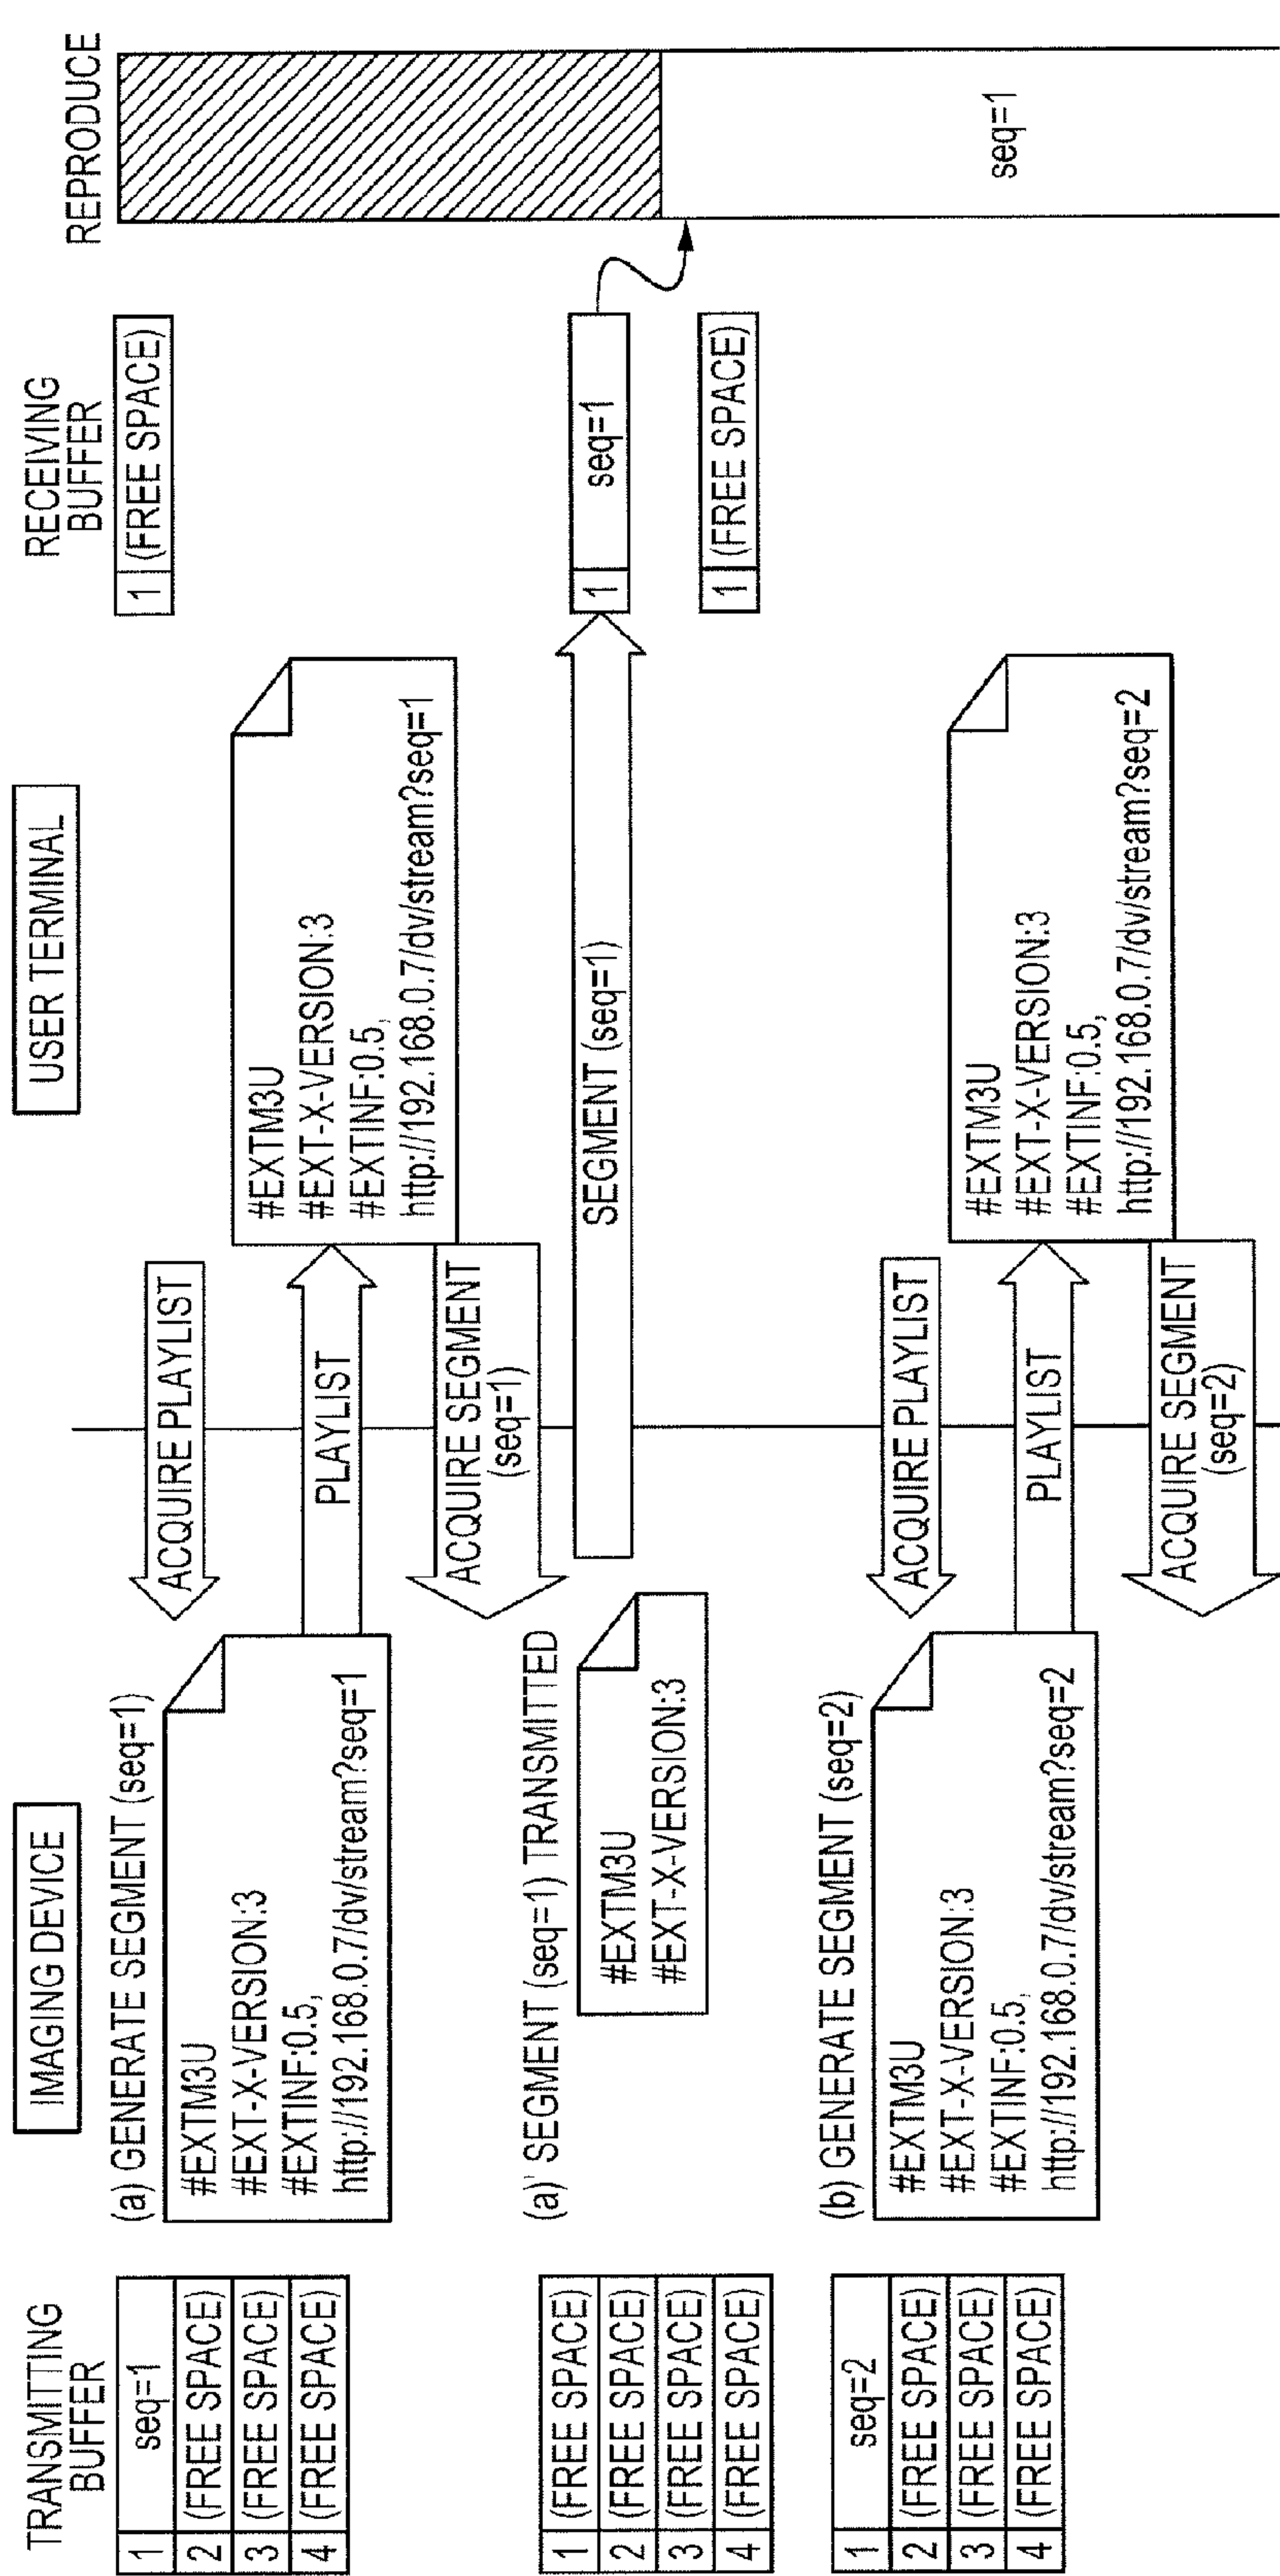 TRANSMITTING
BUFFER
IMAGING DEVICE
USER TERMINAL
RECEIVING
BUFFER
REPRODUCE
1 seq=1
2 (FREE SPACE)
3 (FREE SPACE)
4 (FREE SPACE)
(a) GENERATE SEGMENT (seq=1)
#EXTM3U
#EXT-X-VERSION:3
#EXTINF:0.5,
http://192.168.0.7/dv/stream?seq=1
ACQUIRE PLAYLIST
PLAYLIST
#EXTM3U
#EXT-X-VERSION:3
#EXTINF:0.5,
http://192.168.0.7/dv/stream?seq=1
ACQUIRE SEGMENT
(seq=1)
1 (FREE SPACE)
1 (FREE SPACE)
2 (FREE SPACE)
3 (FREE SPACE)
4 (FREE SPACE)
(a)' SEGMENT (seq=1) TRANSMITTED
#EXTM3U
#EXT-X-VERSION:3
SEGMENT (seq=1)
1 seq=1
1 (FREE SPACE)
seq=1
1 seq=2
2 (FREE SPACE)
3 (FREE SPACE)
4 (FREE SPACE)
(b) GENERATE SEGMENT (seq=2)
#EXTM3U
#EXT-X-VERSION:3
#EXTINF:0.5,
http://192.168.0.7/dv/stream?seq=2
ACQUIRE PLAYLIST
PLAYLIST
#EXTM3U
#EXT-X-VERSION:3
#EXTINF:0.5,
http://192.168.0.7/dv/stream?seq=2
ACQUIRE SEGMENT
(seq=2)